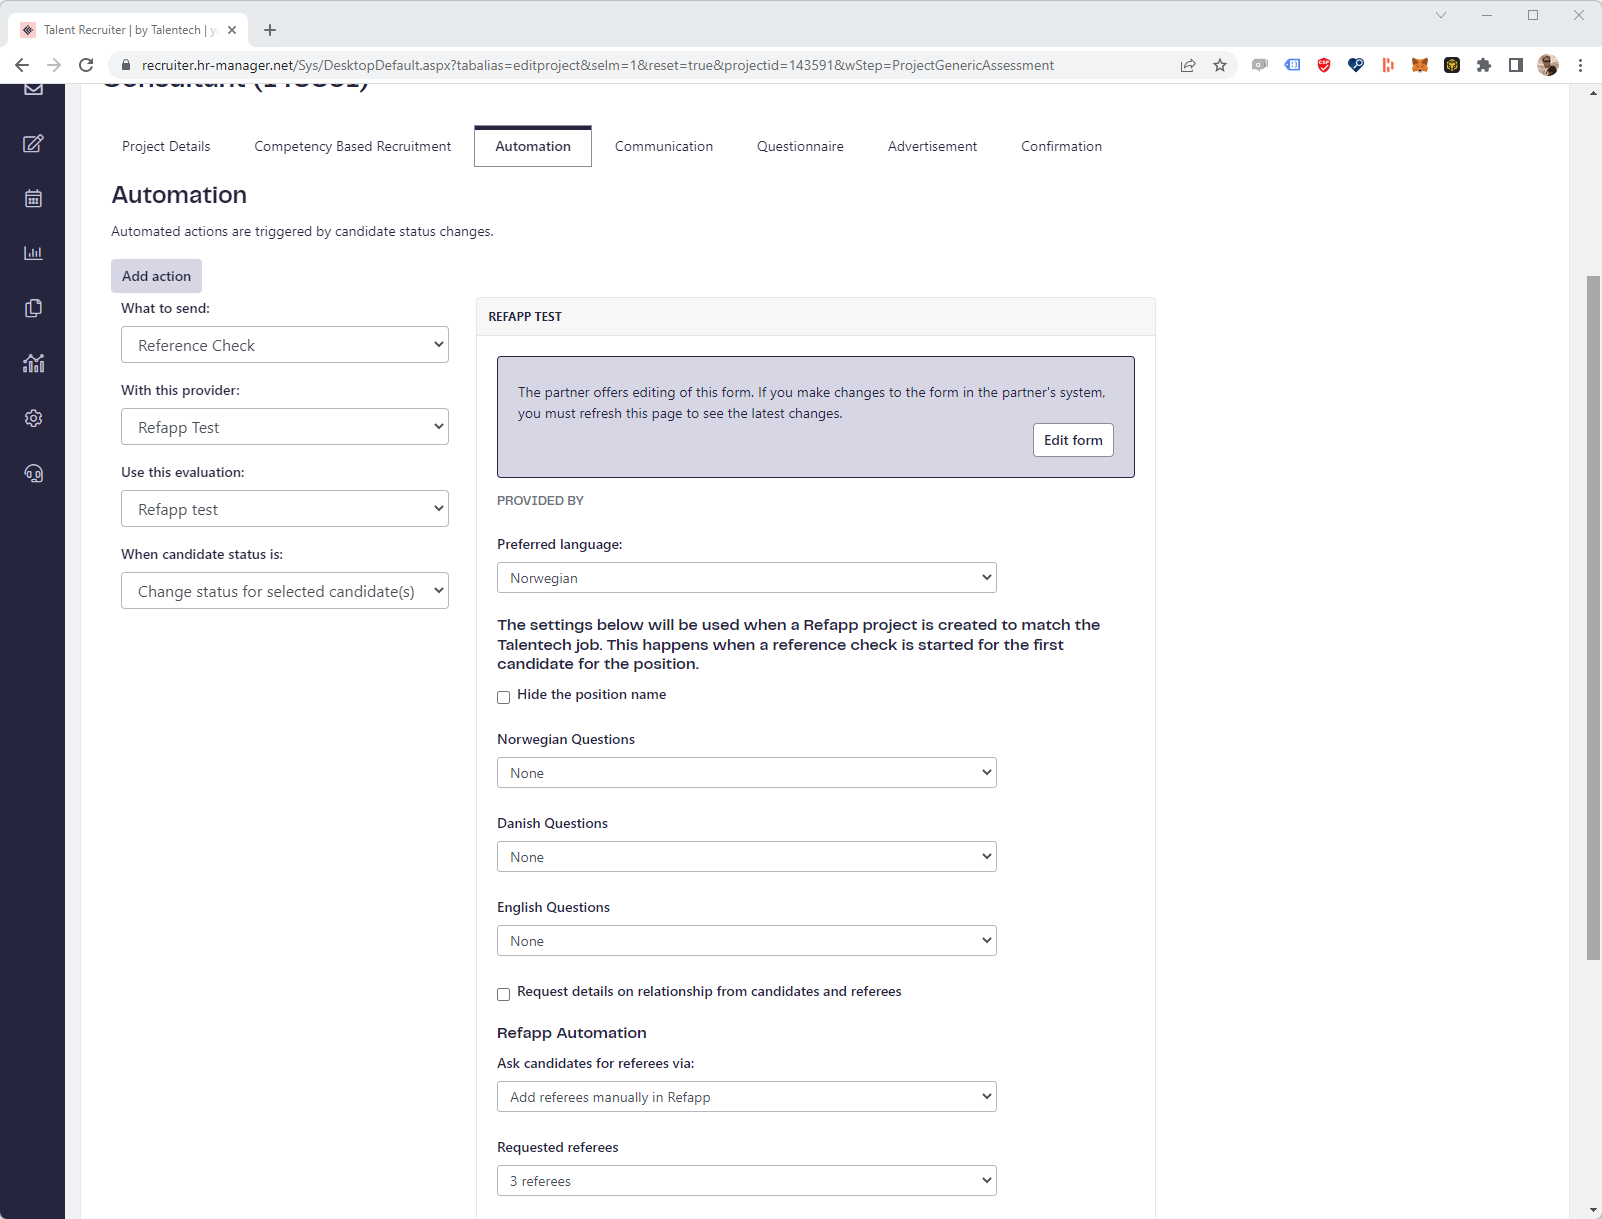 Talent Recruiter | by Talentech |
recruiter.hr-manager.net/Sys/DesktopDefault.aspx?tabalias=editproject&selm=1&reset=true&projectid=143591&wStep=ProjectGenericAssessment
Project Details
Competency Based Recruitment
Automation
Communication
Questionnaire
Advertisement
Confirmation
Automation
Automated actions are triggered by candidate status changes.
Add action
What to send:
Reference Check
With this provider:
Refapp Test
Use this evaluation:
Refapp test
When candidate status is:
Change status for selected candidate(s)
REFAPP TEST
The partner offers editing of this form. If you make changes to the form in the partner's system,
you must refresh this page to see the latest changes.
Edit form
PROVIDED BY
Preferred language:
Norwegian
The settings below will be used when a Refapp project is created to match the
Talentech job. This happens when a reference check is started for the first
candidate for the position.
Hide the position name
Norwegian Questions
None
Danish Questions
None
English Questions
None
Request details on relationship from candidates and referees
Refapp Automation
Ask candidates for referees via:
Add referees manually in Refapp
Requested referees
3 referees